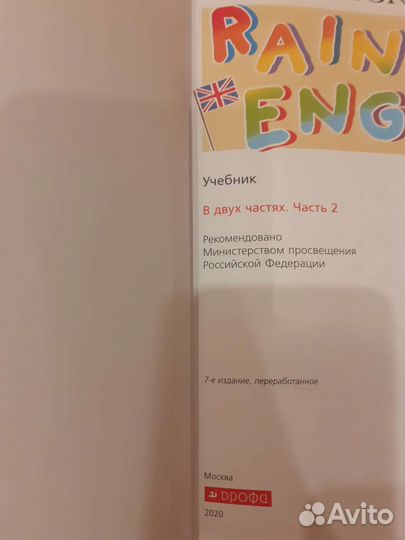 RAIN
ENG
Учебник
В двух частях. Часть 2
Рекомендовано
Министерством просвещения
Российской Федерации
7-е издание, переработанное
Москва
дрофа
2020
Avito